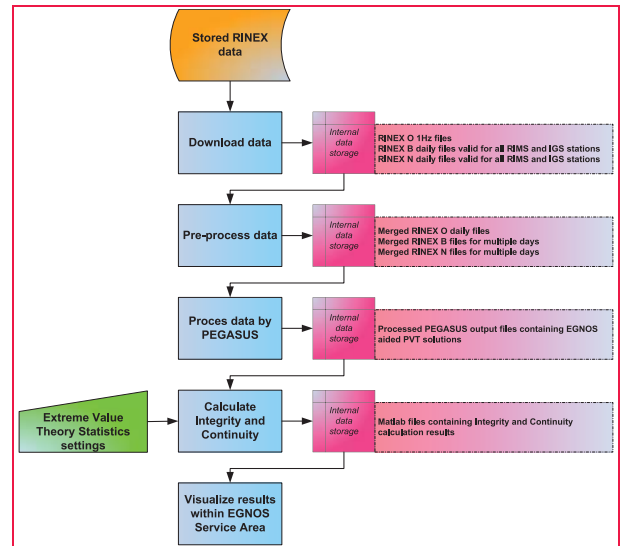 Stored RINEX
data
Download data
Internal
data
storage
RINEX O 1Hz files
RINEX B daily files valid for all RIMS and IGS stations
RINEX N daily files valid for all RIMS and IGS stations
Pre-process data
Internal
data
storage
Merged RINEX O daily files
Merged RINEX B files for multiple days
Merged RINEX N files for multiple days
Proces data by
PEGASUS
Internal
data
storage
Processed PEGASUS output files containing EGNOS
aided PVT solutions
Extreme Value
Theory Statistics
settings
Calculate
Integrity and
Continuity
Internal
data
storage
Matlab files containing Integrity and Continuity
calculation results
Visualize results
within EGNOS
Service Area